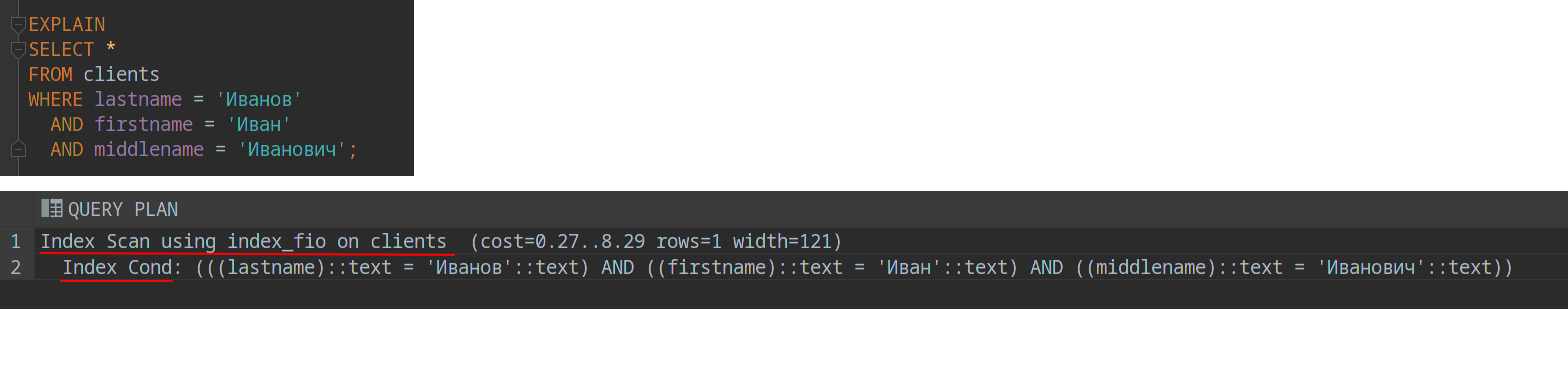 EXPLAIN
SELECT *
FROM clients
WHERE lastname = 'Иванов'
AND firstname = 'Иван'
AND middlename = 'Иванович';
QUERY PLAN
1 Index Scan using index_fio on clients (cost=0.27..8.29 rows=1 width=121)
2 Index Cond: (((lastname)::text = 'Иванов'::text) AND ((firstname)::text = 'Иван'::text) AND ((middlename)::text = 'Иванович'::text))